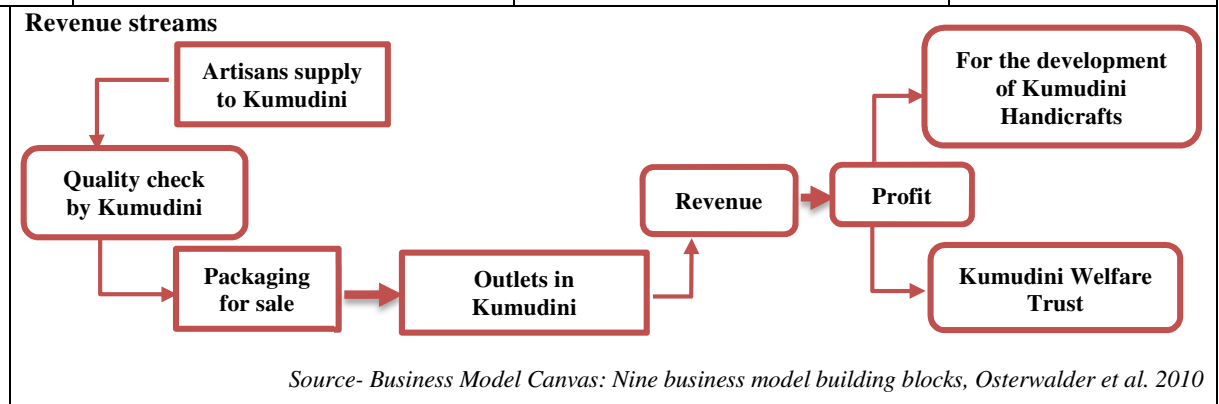 Revenue streams
Artisans supply
to Kumudini
Quality check
by Kumudini
Packaging
for sale
Outlets in
Kumudini
Revenue
Profit
For the development
of Kumudini
Handicrafts
Kumudini Welfare
Trust
Source- Business Model Canvas: Nine business model building blocks, Osterwalder et al. 2010